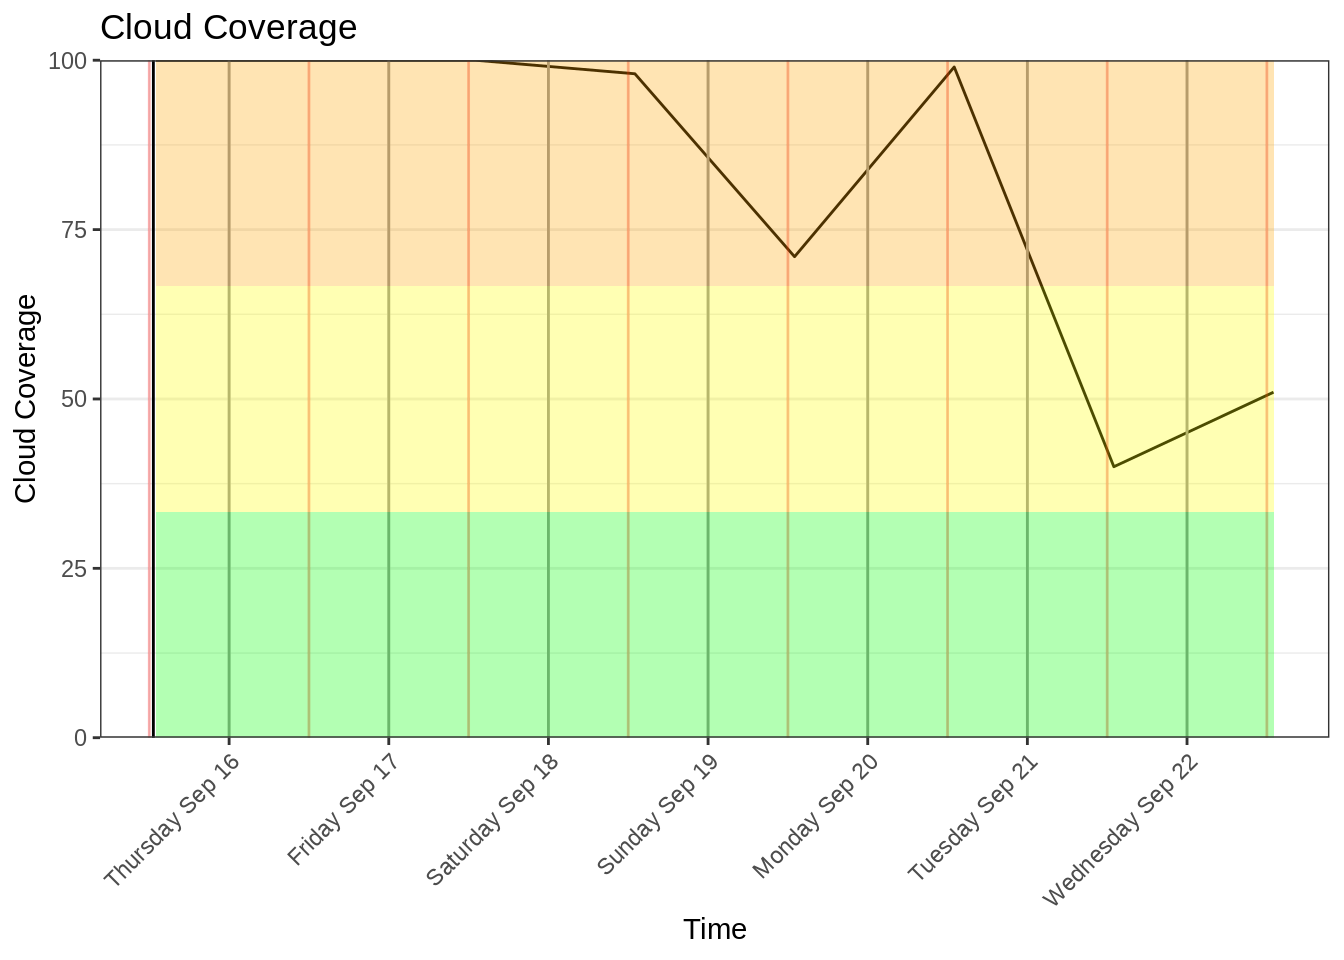 Cloud Coverage
100
75
50
25
0
Cloud Coverage
Thursday Sep 16
Friday Sep 17
Saturday Sep 18
Sunday Sep 19
Monday Sep 20
Tuesday Sep 21
Wednesday Sep 22
Time